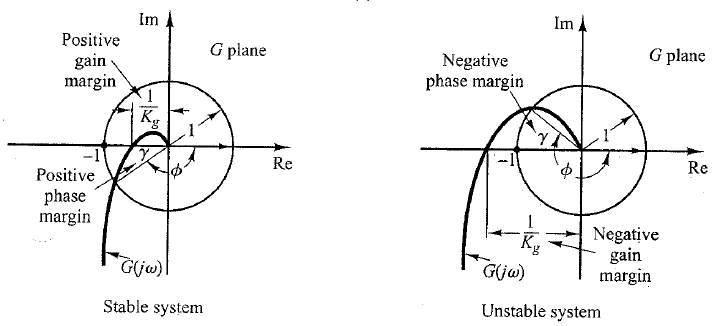 Im
Positive
gain
margin
G plane
1
K_g
1
-1
γ
ϕ
Re
Positive
phase
margin
G(jω)
Stable system
Im
Negative
phase margin
G plane
1
γ
-1
ϕ
Re
1
K_g
Negative
gain
margin
G(jω)
Unstable system